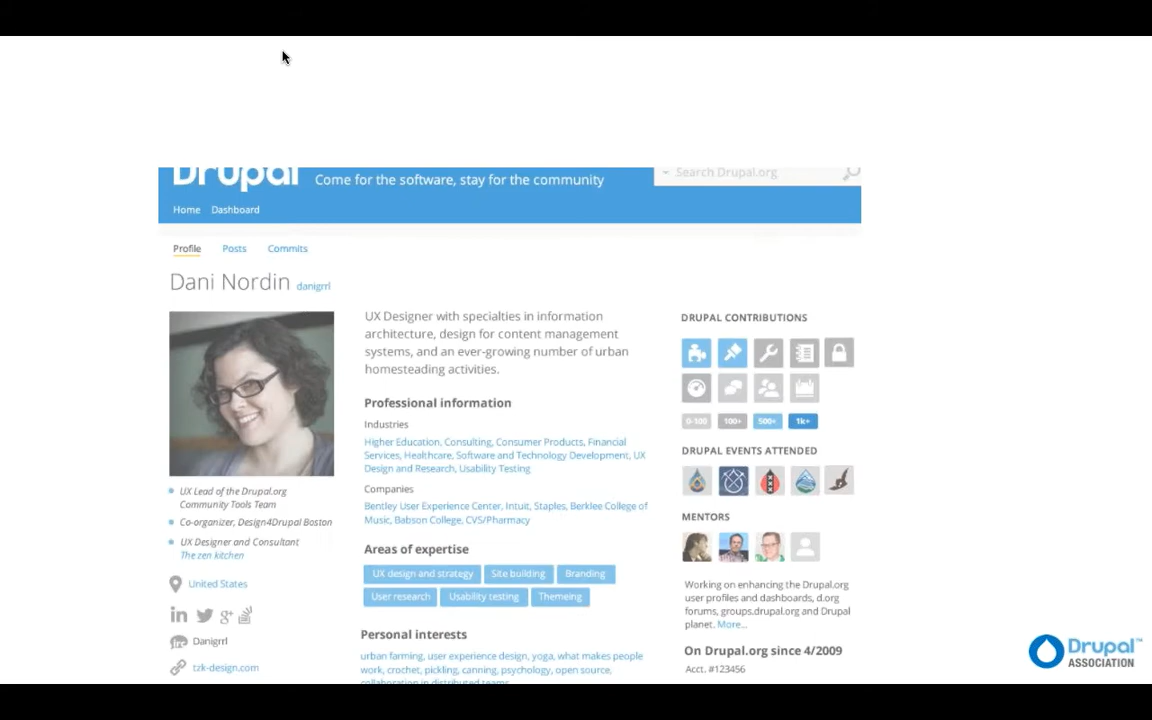 Drupal
Come for the software, stay for the community
Search Drupal.org
Home Dashboard
Profile Posts Commits
Dani Nordin danigrrl
UX Designer with specialties in information
architecture, design for content management
systems, and an ever-growing number of urban
homesteading activities.
Professional information
Industries
Higher Education, Consulting, Consumer Products, Financial
Services, Healthcare, Software and Technology Development, UX
Design and Research, Usability Testing
Companies
Bentley User Experience Center, Intuit, Staples, Berklee College of
Music, Babson College, CVS/Pharmacy
Areas of expertise
UX design and strategy Site building Branding
User research Usability testing Themeing
Personal interests
urban farming, user experience design, yoga, what makes people
work, crochet, pickling, canning, psychology, open source,
collaboration in distributed teams
UX Lead of the Drupal.org
Community Tools Team
Co-organizer, Design4Drupal Boston
UX Designer and Consultant
The zen kitchen
United States
in g+
irc Danigrrl
tzk-design.com
DRUPAL CONTRIBUTIONS
0-100 100+ 500+ 1k+
DRUPAL EVENTS ATTENDED
MENTORS
Working on enhancing the Drupal.org
user profiles and dashboards, d.org
forums, groups.drupal.org and Drupal
planet. More...
On Drupal.org since 4/2009
Acct. #123456
Drupal™
ASSOCIATION